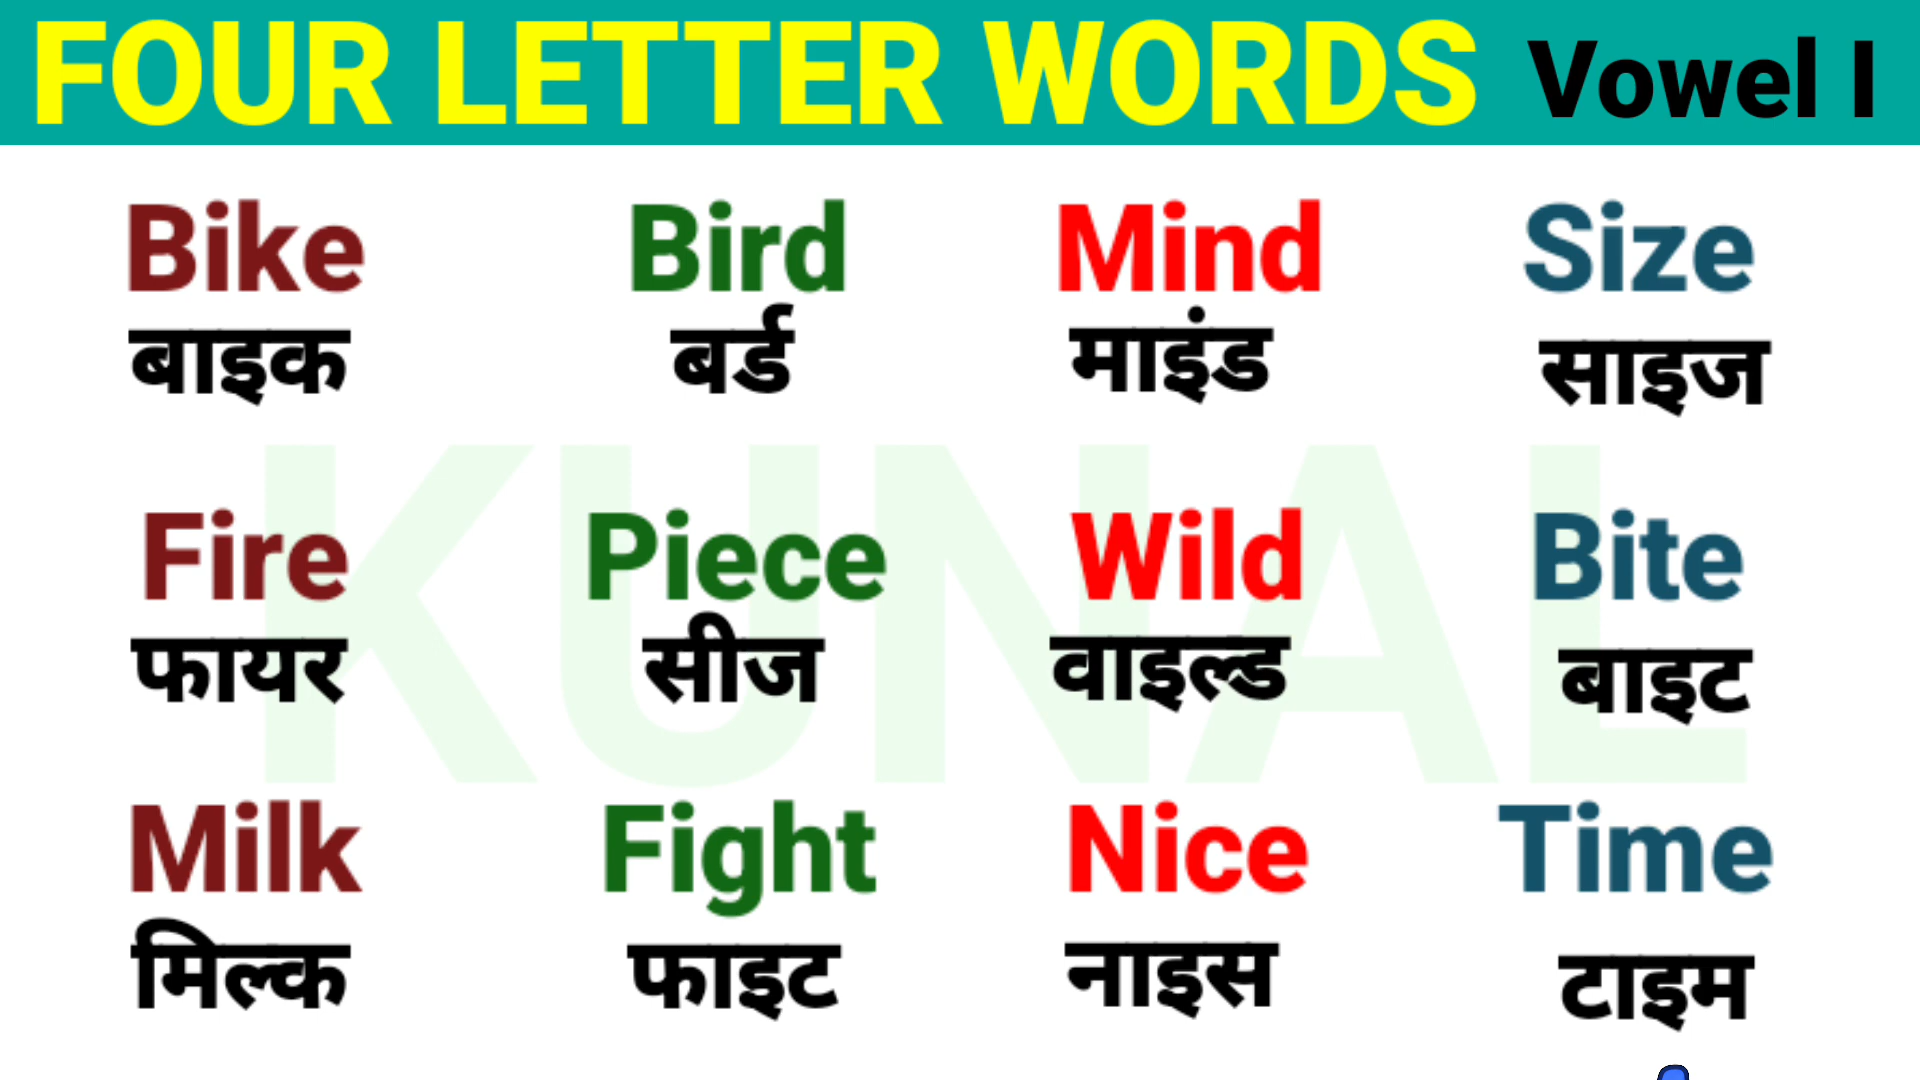 FOUR LETTER WORDS Vowel I
Bike Bird Mind Size
बाइक बर्ड माइंड साइज
Fire Piece Wild Bite
फायर सीज वाइल्ड बाइट
Milk Fight Nice Time
मिल्क फाइट नाइस टाइम
KUNAL